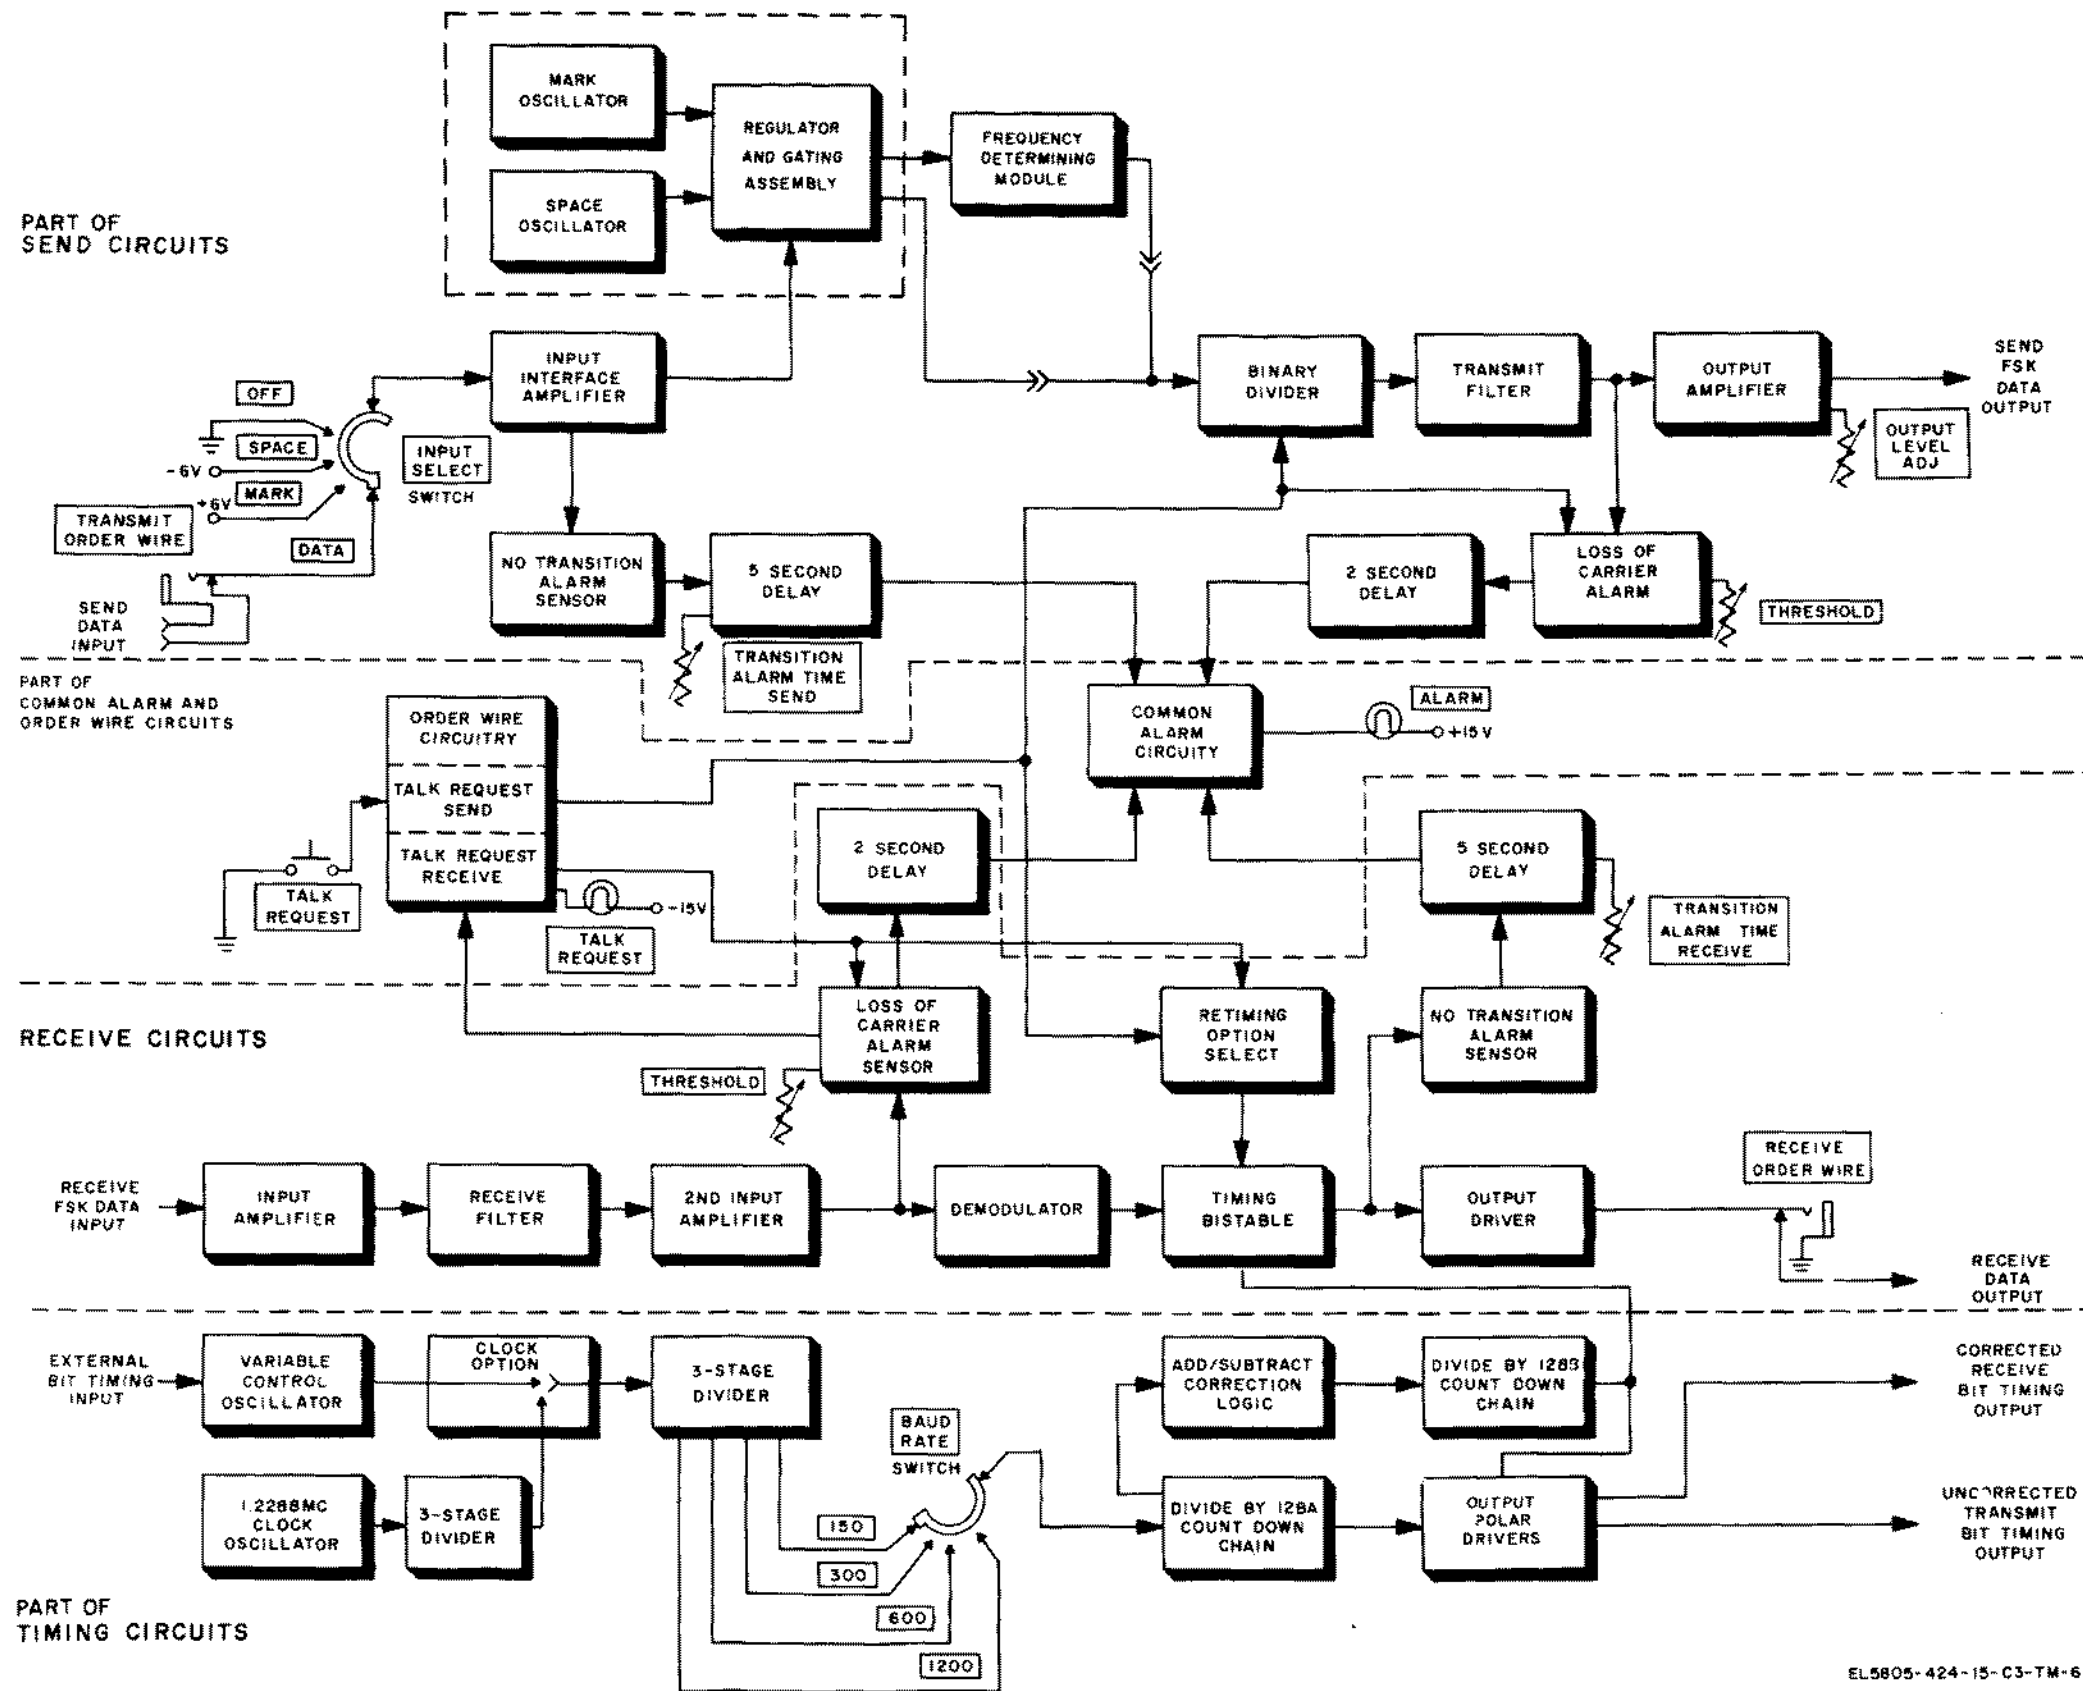 MARK
OSCILLATOR
REGULATOR
AND GATING
ASSEMBLY
FREQUENCY
DETERMINING
MODULE
SPACE
OSCILLATOR
PART OF
SEND CIRCUITS
INPUT
INTERFACE
AMPLIFIER
BINARY
DIVIDER
TRANSMIT
FILTER
OUTPUT
AMPLIFIER
SEND
FSK
DATA
OUTPUT
OUTPUT
LEVEL
ADJ
OFF
SPACE
-6V
MARK
+6V
INPUT
SELECT
SWITCH
TRANSMIT
ORDER WIRE
DATA
SEND
DATA
INPUT
NO TRANSITION
ALARM
SENSOR
5 SECOND
DELAY
2 SECOND
DELAY
LOSS OF
CARRIER
ALARM
THRESHOLD
TRANSITION
ALARM TIME
SEND
PART OF
COMMON ALARM AND
ORDER WIRE CIRCUITS
ORDER WIRE
CIRCUITRY
TALK REQUEST
SEND
TALK REQUEST
RECEIVE
COMMON
ALARM
CIRCUITY
ALARM
+15V
TALK
REQUEST
-15V
TALK
REQUEST
2 SECOND
DELAY
5 SECOND
DELAY
TRANSITION
ALARM TIME
RECEIVE
RECEIVE CIRCUITS
LOSS OF
CARRIER
ALARM
SENSOR
THRESHOLD
RETIMING
OPTION
SELECT
NO TRANSITION
ALARM
SENSOR
RECEIVE
FSK DATA
INPUT
INPUT
AMPLIFIER
RECEIVE
FILTER
2ND INPUT
AMPLIFIER
DEMODULATOR
TIMING
BISTABLE
OUTPUT
DRIVER
RECEIVE
ORDER WIRE
RECEIVE
DATA
OUTPUT
EXTERNAL
BIT TIMING
INPUT
VARIABLE
CONTROL
OSCILLATOR
CLOCK
OPTION
3-STAGE
DIVIDER
ADD/SUBTRACT
CORRECTION
LOGIC
DIVIDE BY 128B
COUNT DOWN
CHAIN
CORRECTED
RECEIVE
BIT TIMING
OUTPUT
1.2288MC
CLOCK
OSCILLATOR
3-STAGE
DIVIDER
BAUD
RATE
SWITCH
150
300
600
1200
DIVIDE BY 128A
COUNT DOWN
CHAIN
OUTPUT
POLAR
DRIVERS
UNCORRECTED
TRANSMIT
BIT TIMING
OUTPUT
PART OF
TIMING CIRCUITS
EL5805-424-15-C3-TM-6